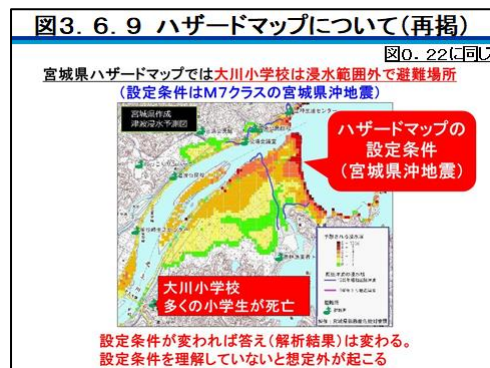 図3.6.9 ハザードマップについて(再掲)
図0.22に同じ
宮城県ハザードマップでは大川小学校は浸水範囲外で避難場所
(設定条件はM7クラスの宮城県沖地震)
宮城県作成
津波浸水予測図
ハザードマップの
設定条件
(宮城県沖地震)
大川小学校
多くの小学生が死亡
設定条件が変われば答え(解析結果)は変わる。
設定条件を理解していないと想定外が起こる